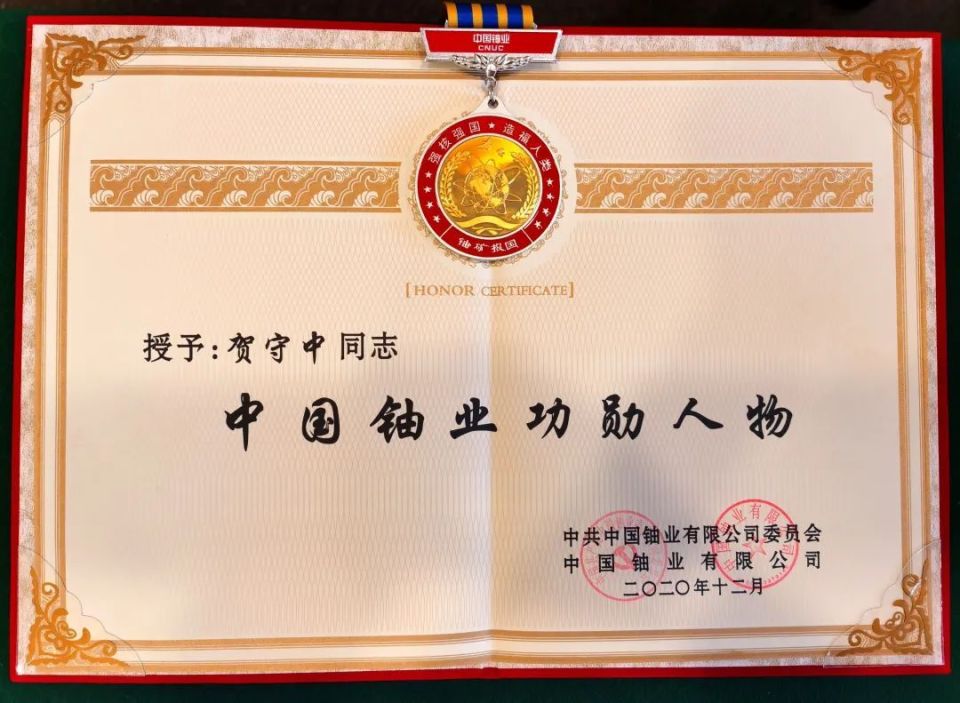 中国铀业
CNUC
强核强国★造福人类
铀矿报国
[HONOR CERTIFICATE]
授予:贺守中同志
中国铀业功勋人物
中共中国铀业有限公司委员会
中国铀业有限公司
二〇二〇年十二月